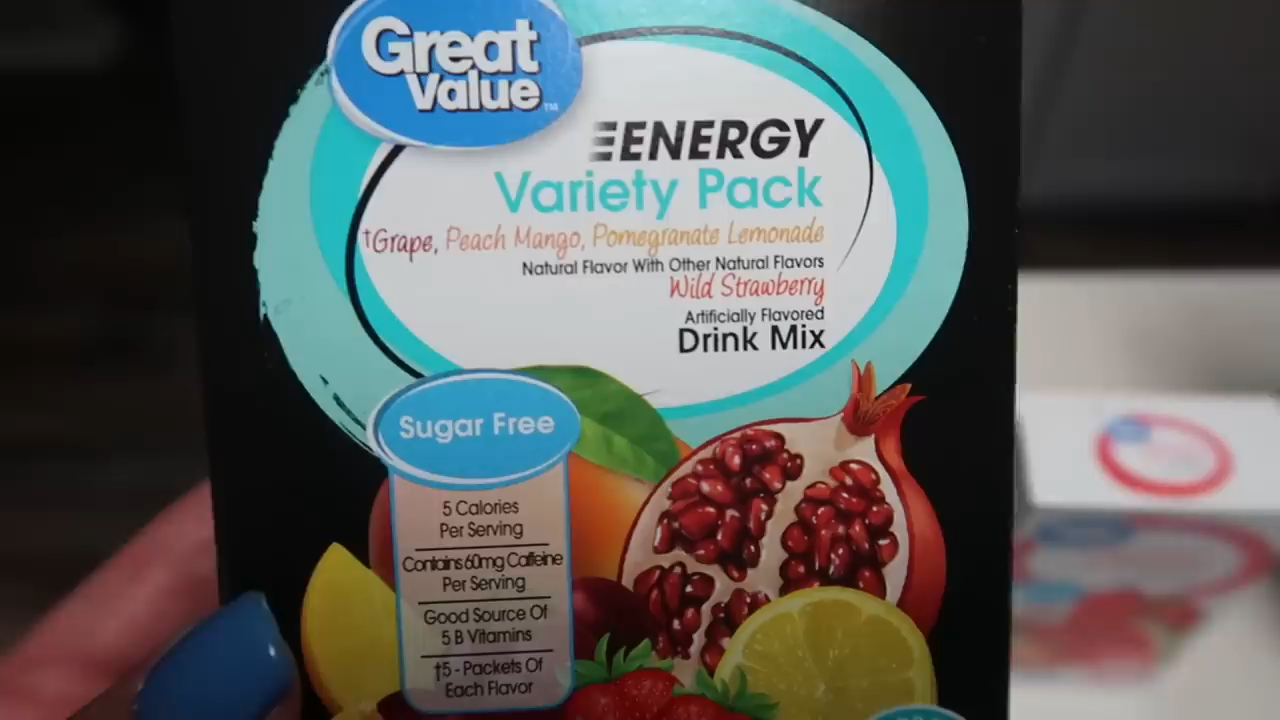 Great
Value™
ENERGY
Variety Pack
†Grape, Peach Mango, Pomegranate Lemonade
Natural Flavor With Other Natural Flavors
Wild Strawberry
Artificially Flavored
Drink Mix
Sugar Free
5 Calories
Per Serving
Contains 60mg Caffeine
Per Serving
Good Source Of
5 B Vitamins
†5 - Packets Of
Each Flavor